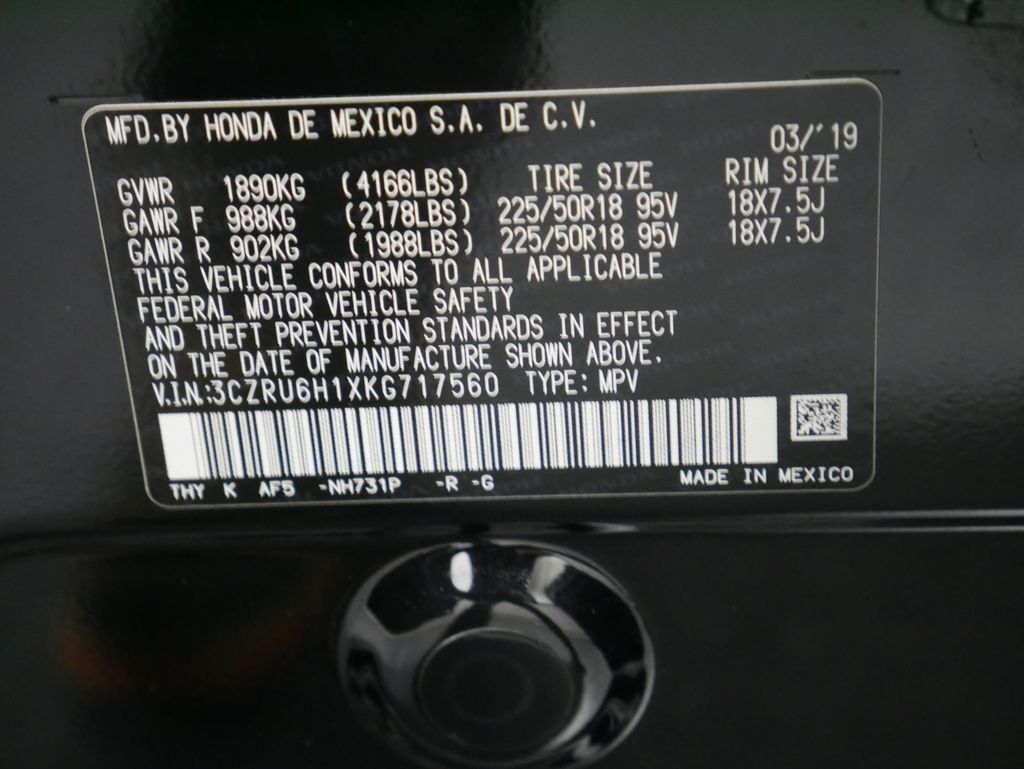 MFD.BY HONDA DE MEXICO S.A. DE C.V.
03/'19
GVWR 1890KG (4166LBS) TIRE SIZE RIM SIZE
GAWR F 988KG (2178LBS) 225/50R18 95V 18X7.5J
GAWR R 902KG (1988LBS) 225/50R18 95V 18X7.5J
THIS VEHICLE CONFORMS TO ALL APPLICABLE
FEDERAL MOTOR VEHICLE SAFETY
AND THEFT PREVENTION STANDARDS IN EFFECT
ON THE DATE OF MANUFACTURE SHOWN ABOVE.
V.I.N.:3CZRU6H1XKG717560 TYPE: MPV
THY K AF5 -NH731P -R -G MADE IN MEXICO